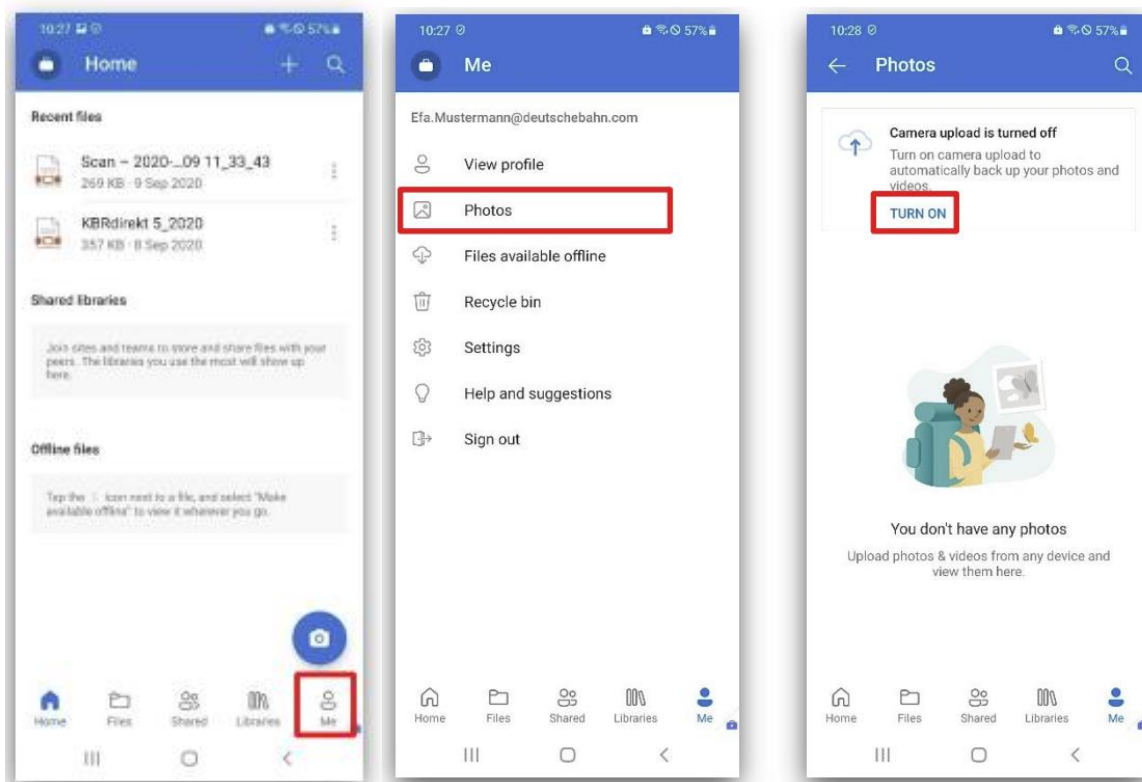 10:27
57%
Home
Recent files
Scan – 2020-...09 11_33_43
269 KB · 9 Sep 2020
KBRdirekt 5_2020
357 KB · 8 Sep 2020
Shared libraries
Join sites and teams to store and share files with your
peers. The libraries you use the most will show up
here.
Offline files
Tap the ⋮ icon next to a file, and select "Make
available offline" to view it wherever you go.
Home
Files
Shared
Libraries
Me
10:27
57%
Me
Efa.Mustermann@deutschebahn.com
View profile
Photos
Files available offline
Recycle bin
Settings
Help and suggestions
Sign out
Home
Files
Shared
Libraries
Me
10:28
57%
Photos
Camera upload is turned off
Turn on camera upload to
automatically back up your photos and
videos.
TURN ON
You don't have any photos
Upload photos & videos from any device and
view them here.
Home
Files
Shared
Libraries
Me